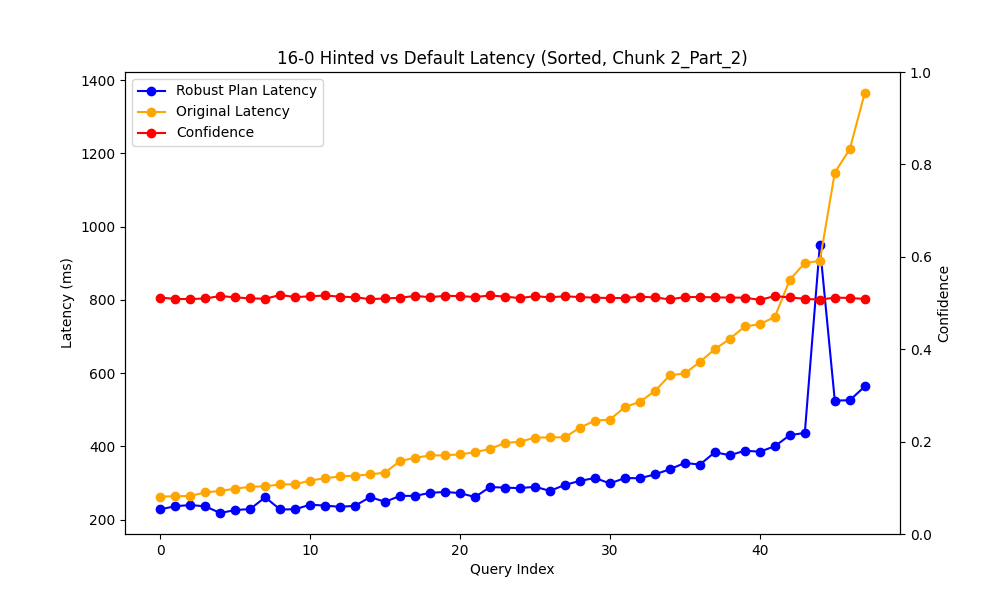 16-0 Hinted vs Default Latency (Sorted, Chunk 2_Part_2)
Robust Plan Latency
Original Latency
Confidence
Latency (ms)
1400
1200
1000
800
600
400
200
1.0
0.8
0.6
0.4
0.2
0.0
Confidence
0
10
20
30
40
Query Index